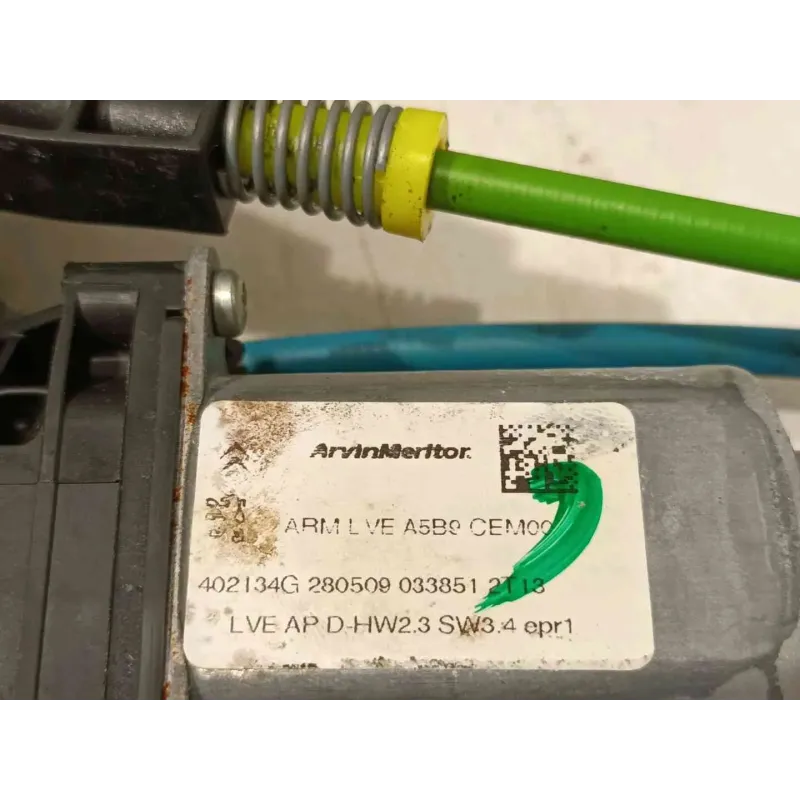 ArvinMeritor.
ARM LVE A5B9 CEM00
402134G 280509 033851 2T13
LVE AP D-HW2.3 SW3.4 epr1